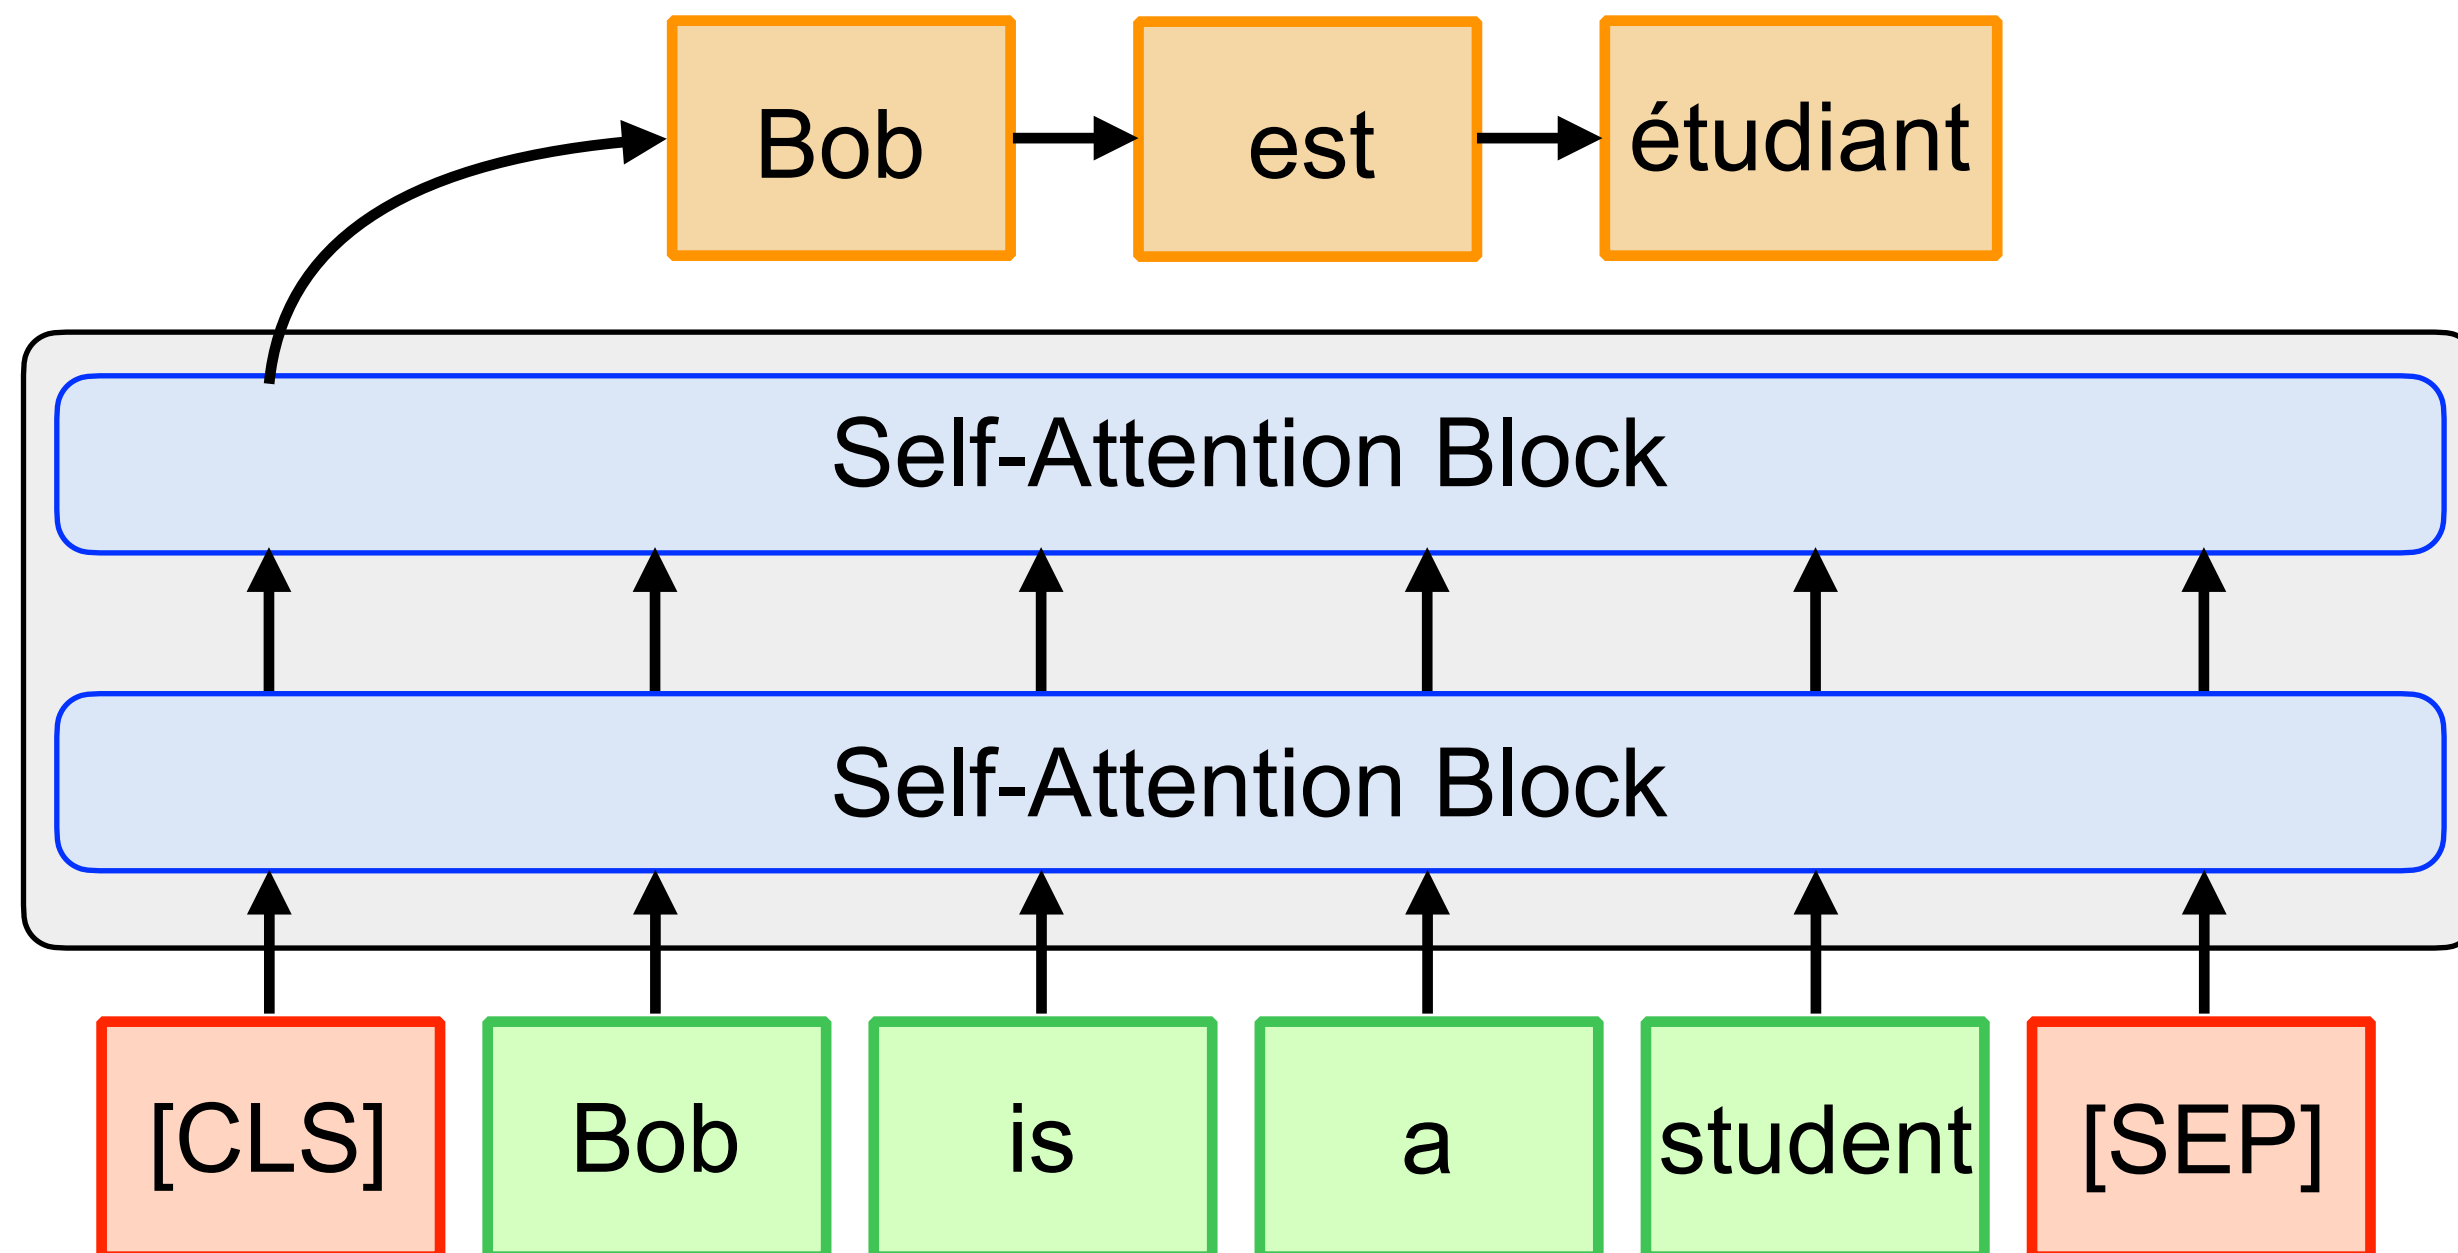 Bob est étudiant
Self-Attention Block
Self-Attention Block
[CLS] Bob is a student [SEP]